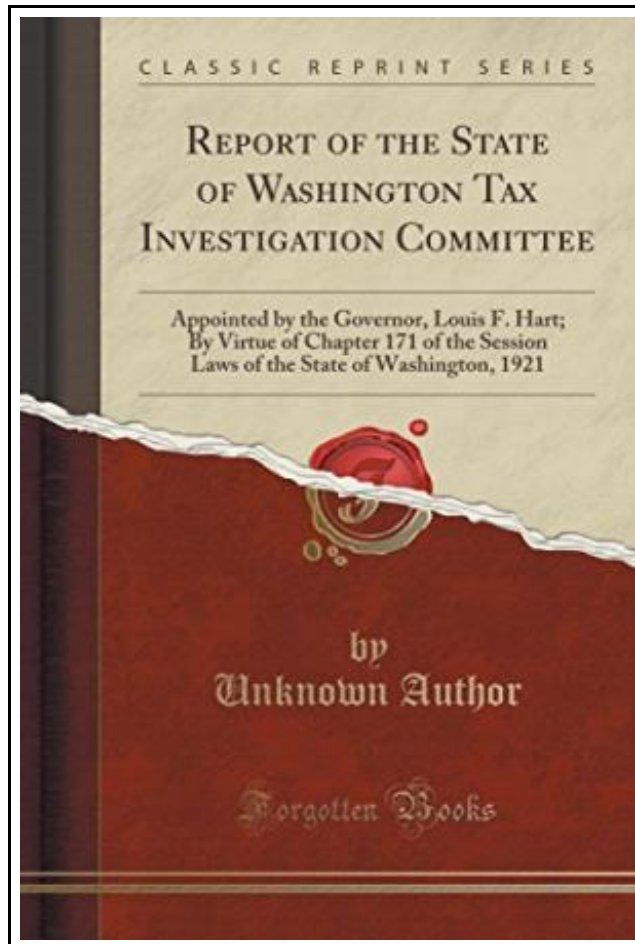 CLASSIC REPRINT SERIES
REPORT OF THE STATE
OF WASHINGTON TAX
INVESTIGATION COMMITTEE
Appointed by the Governor, Louis F. Hart;
By Virtue of Chapter 171 of the Session
Laws of the State of Washington, 1921
by
Unknown Author
Forgotten Books